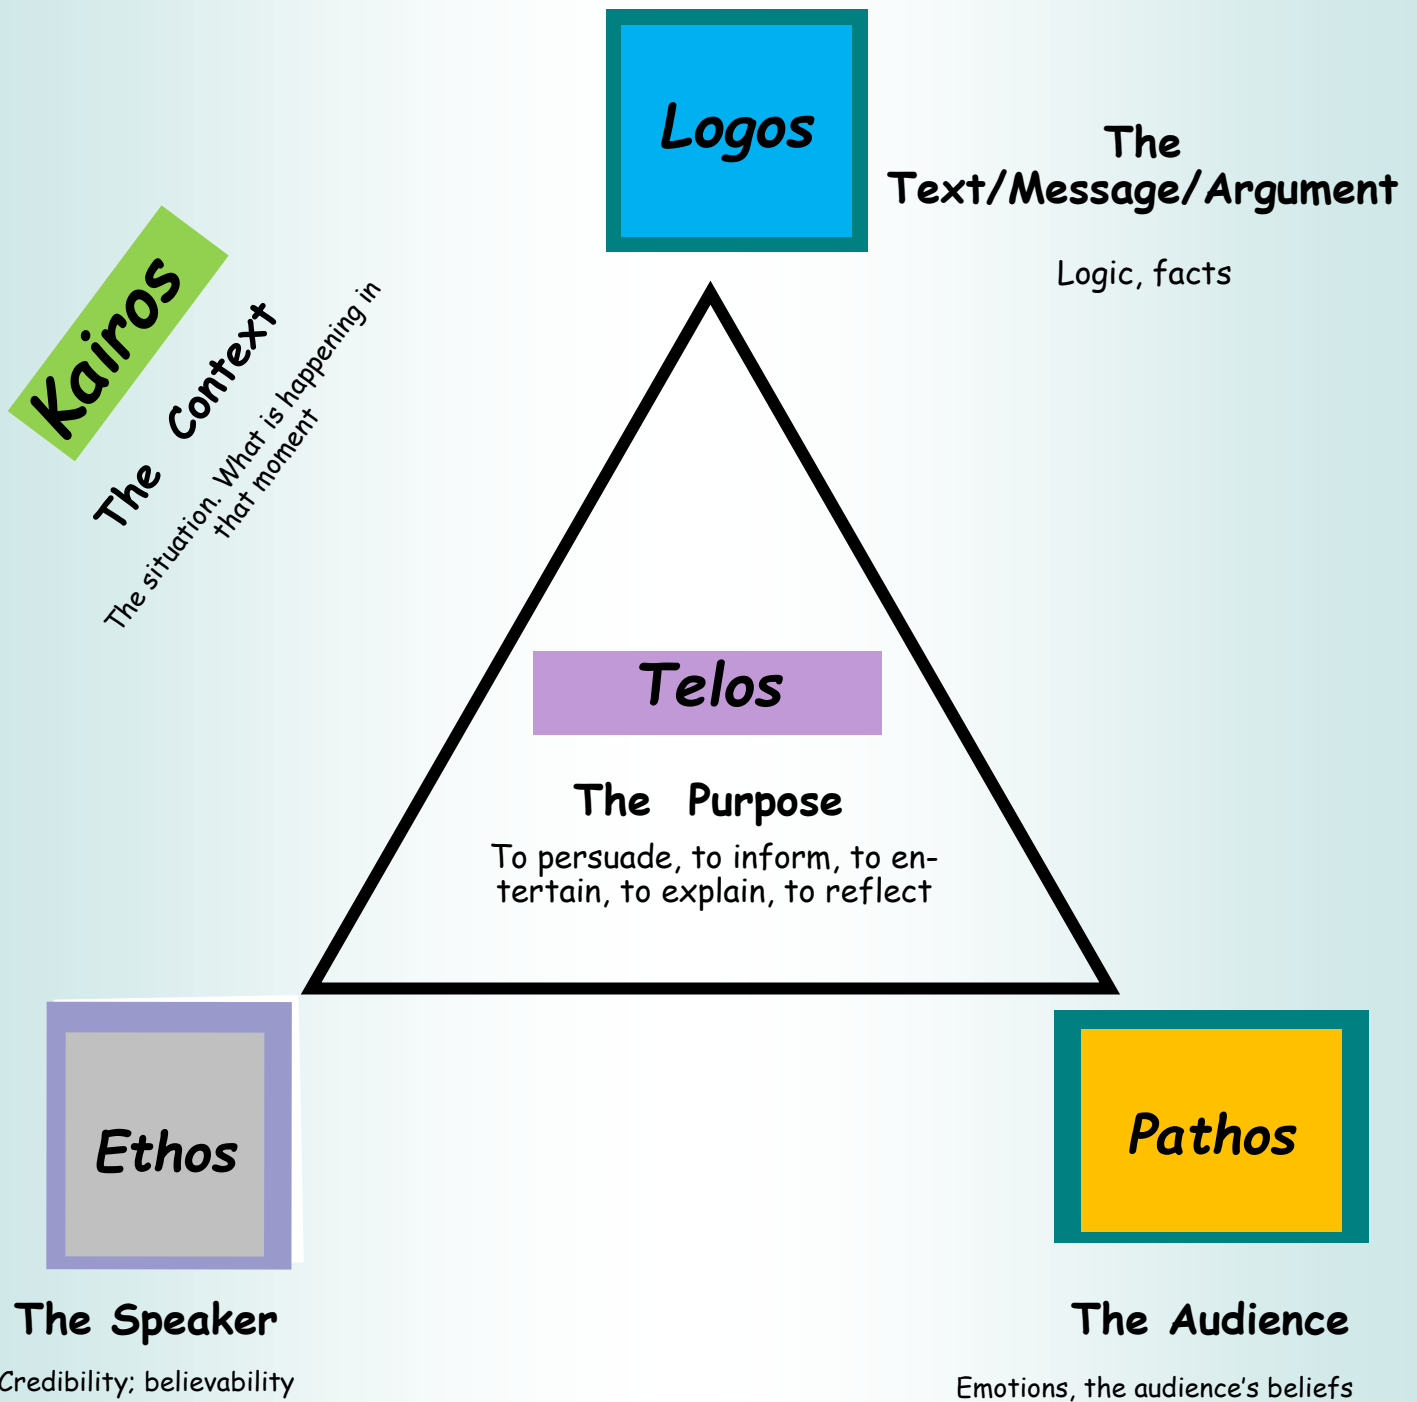 Logos
The
Text/Message/Argument
Logic, facts
Kairos
The Context
The situation. What is happening in
that moment
Telos
The Purpose
To persuade, to inform, to en-
tertain, to explain, to reflect
Ethos
The Speaker
Credibility; believability
Pathos
The Audience
Emotions, the audience’s beliefs